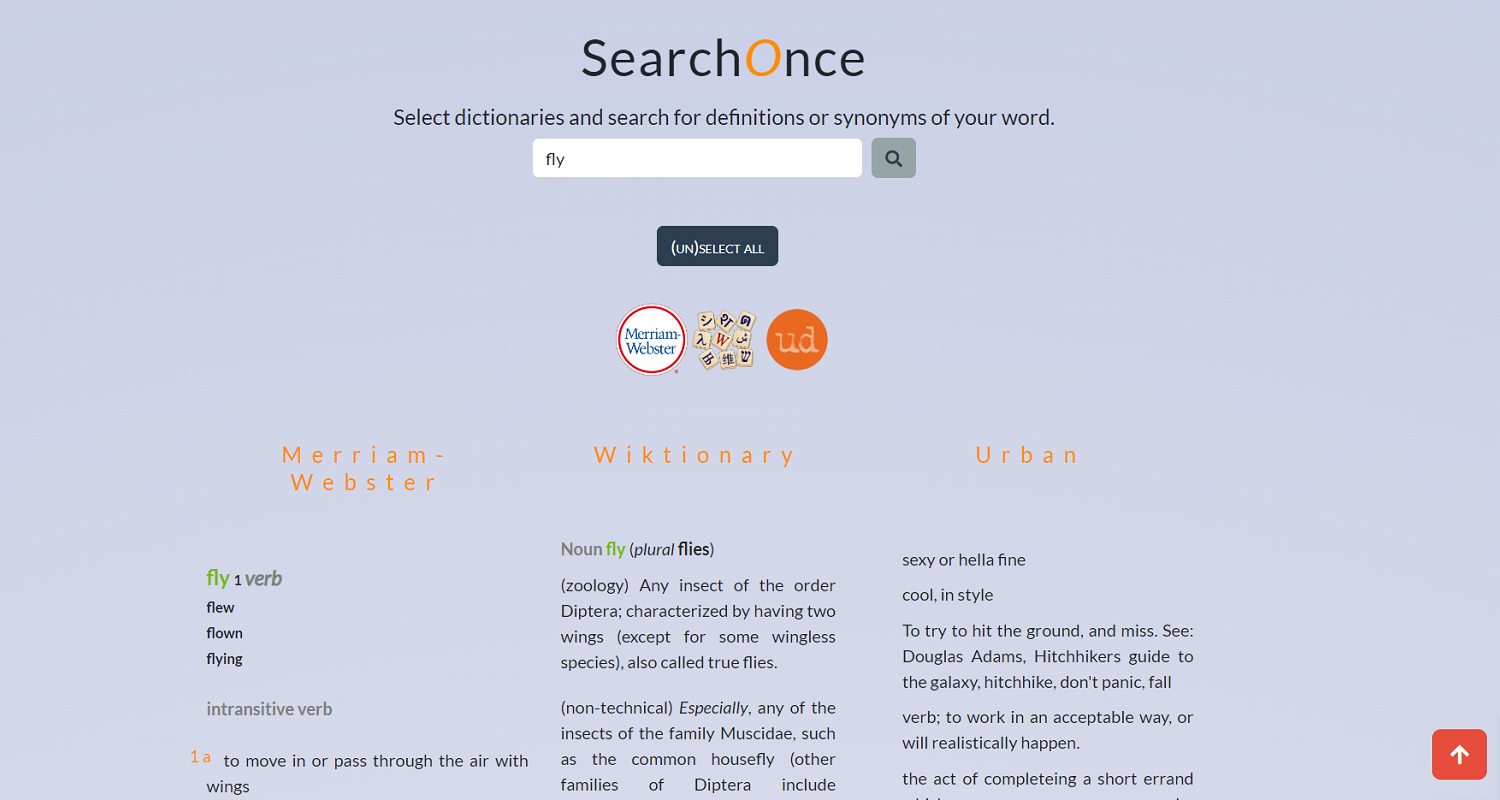 SearchOnce
Select dictionaries and search for definitions or synonyms of your word.
fly
(UN)SELECT ALL
Merriam-
Webster
W
维
ud
Merriam-
Webster
fly 1 verb
flew
flown
flying
intransitive verb
1 a to move in or pass through the air with
wings
Wiktionary
Noun fly (plural flies)
(zoology) Any insect of the order
Diptera; characterized by having two
wings (except for some wingless
species), also called true flies.
(non-technical) Especially, any of the
insects of the family Muscidae, such
as the common housefly (other
families of Diptera include
Urban
sexy or hella fine
cool, in style
To try to hit the ground, and miss. See:
Douglas Adams, Hitchhikers guide to
the galaxy, hitchhike, don't panic, fall
verb; to work in an acceptable way, or
will realistically happen.
the act of completeing a short errand